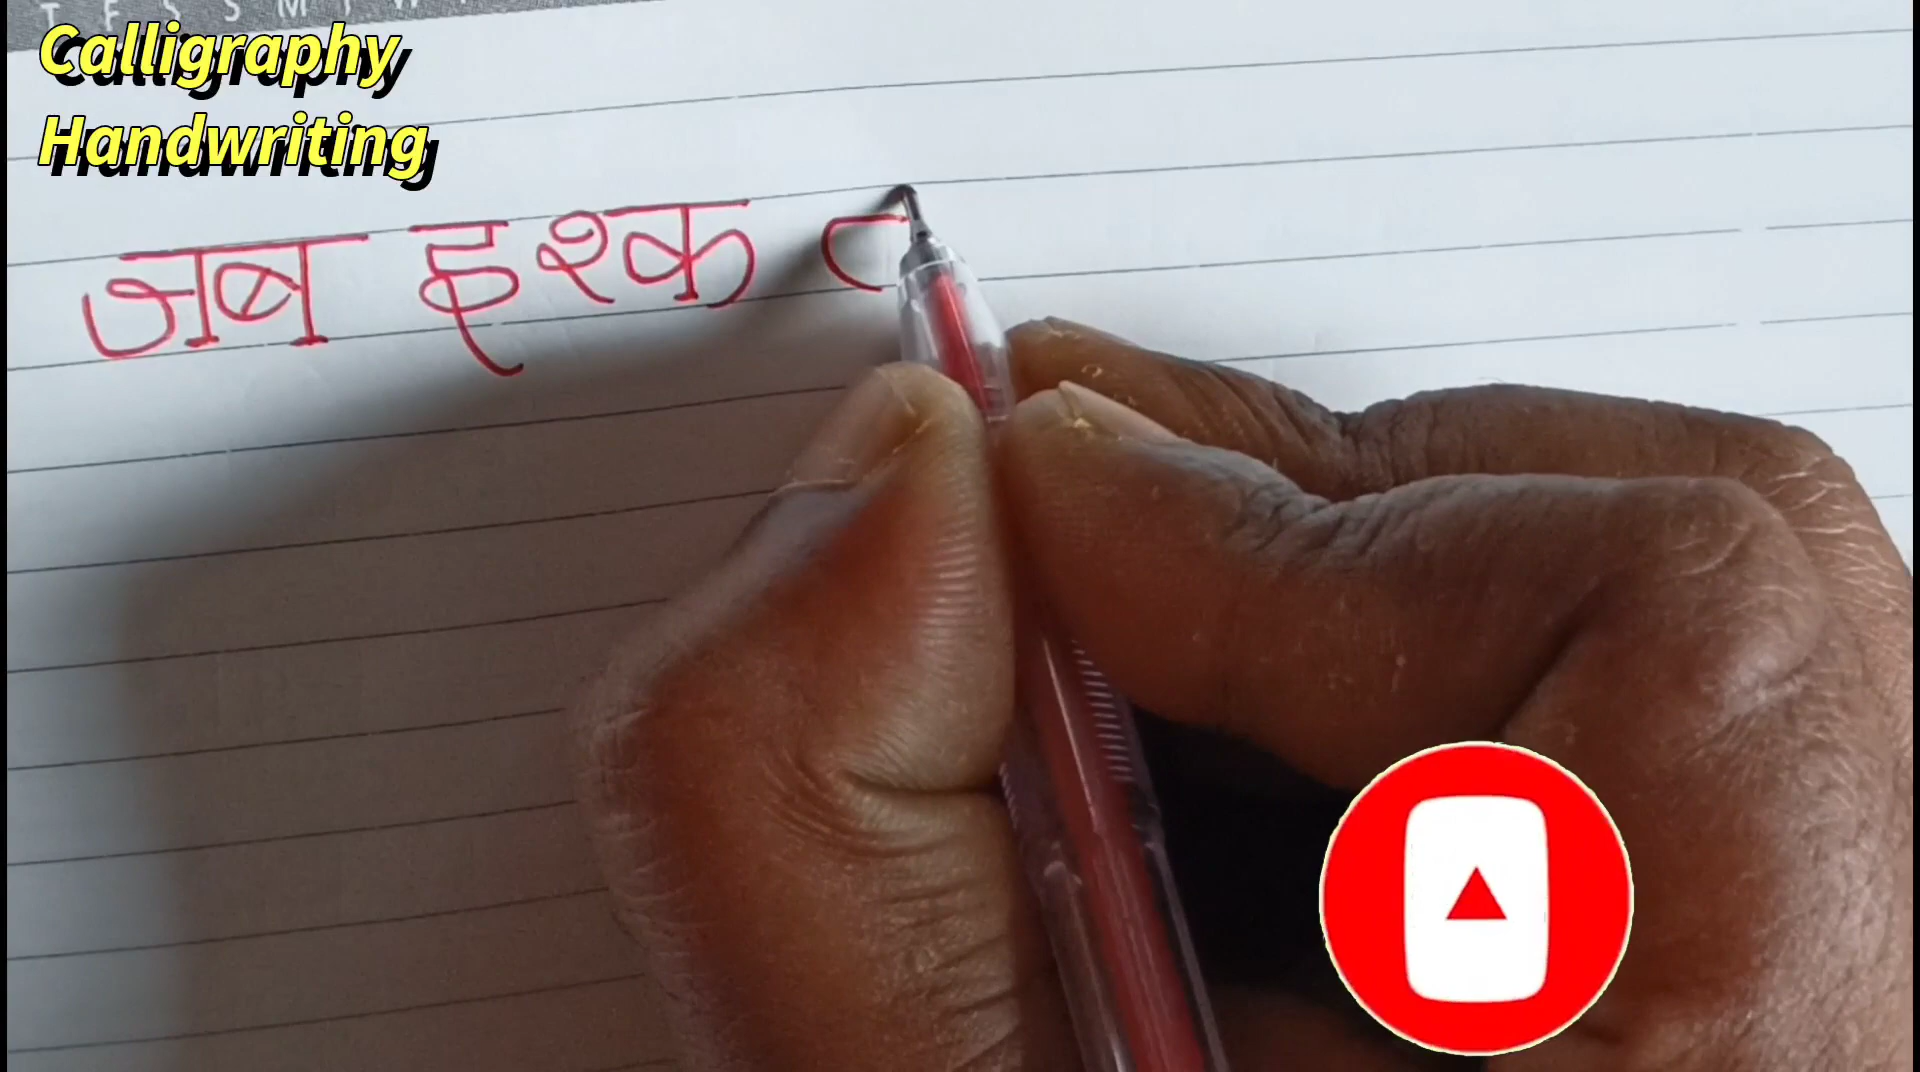 T F S S M T W
Calligraphy
Handwriting
जब इश्क